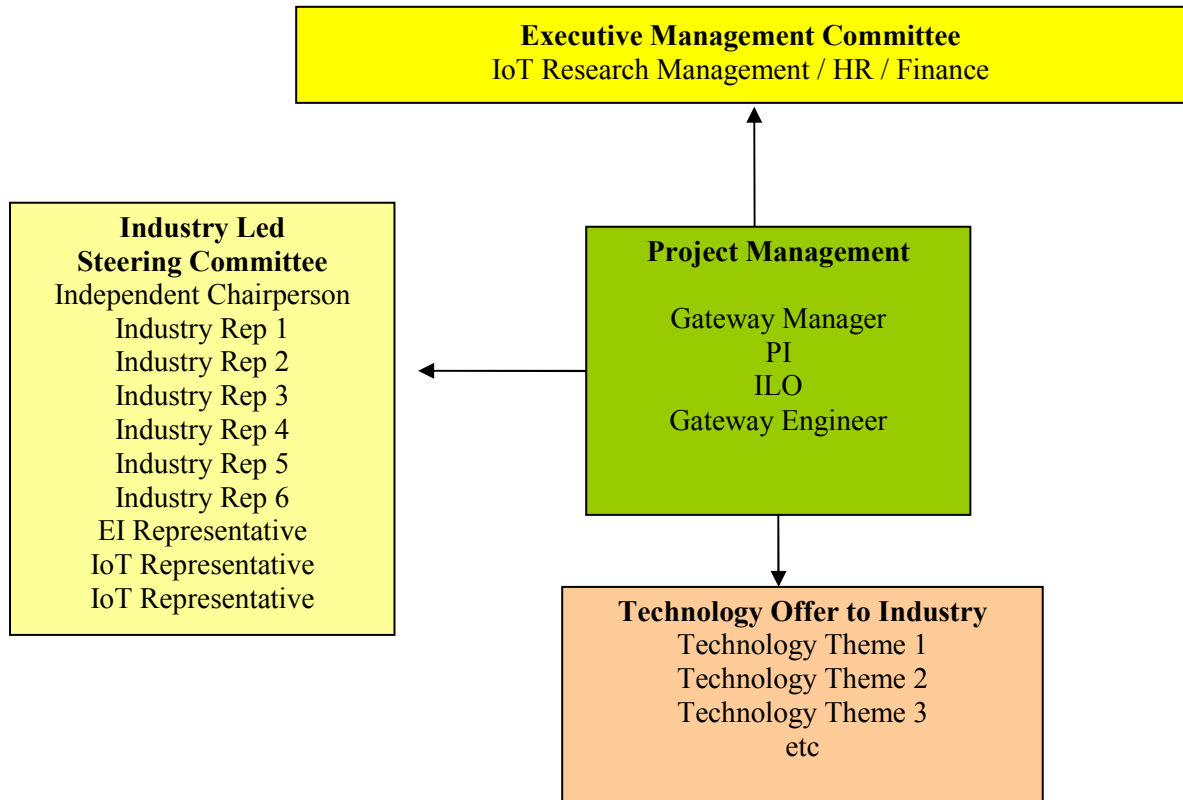 Executive Management Committee
IoT Research Management / HR / Finance
Industry Led
Steering Committee
Independent Chairperson
Industry Rep 1
Industry Rep 2
Industry Rep 3
Industry Rep 4
Industry Rep 5
Industry Rep 6
EI Representative
IoT Representative
IoT Representative
Project Management
Gateway Manager
PI
ILO
Gateway Engineer
Technology Offer to Industry
Technology Theme 1
Technology Theme 2
Technology Theme 3
etc